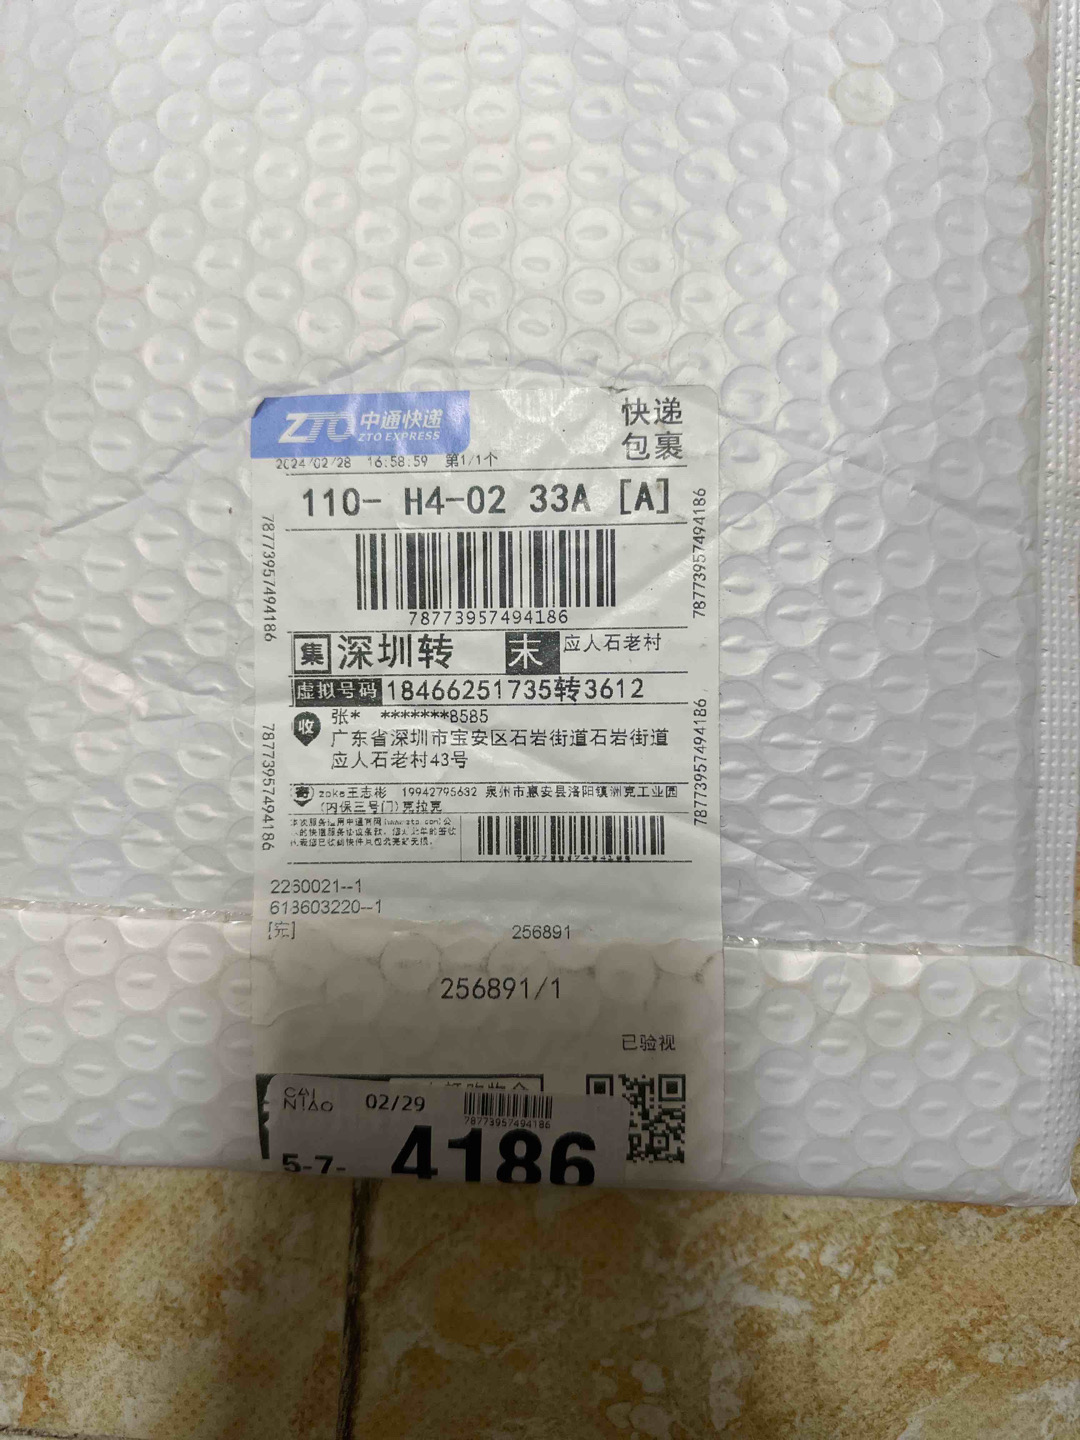 ZTO 中通快递
ZTO EXPRESS
快递
包裹
2024/02/28 16:58:59 第1/1个
110- H4-02 33A [A]
78773957494186
78773957494186
78773957494186
集 深圳转 末 应人石老村
虚拟号码 18466251735转3612
收 张* *******8585
广东省深圳市宝安区石岩街道石岩街道
应人石老村43号
78773957494186
78773957494186
寄 zoke王志彬 19942795632 泉州市惠安县洛阳镇洲克工业园
(内保三号门)克拉克
78773957494186
2260021--1
613603220--1
[完]
256891
256891/1
已验视
CAI
NIAO
02/29
78773957494186
5-7-
4186